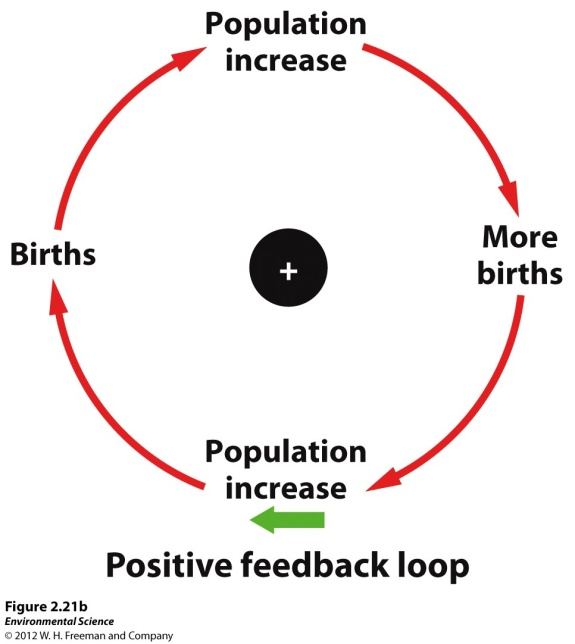 Population
increase
More
births
Births
+
Population
increase
Positive feedback loop
Figure 2.21b
Environmental Science
© 2012 W. H. Freeman and Company